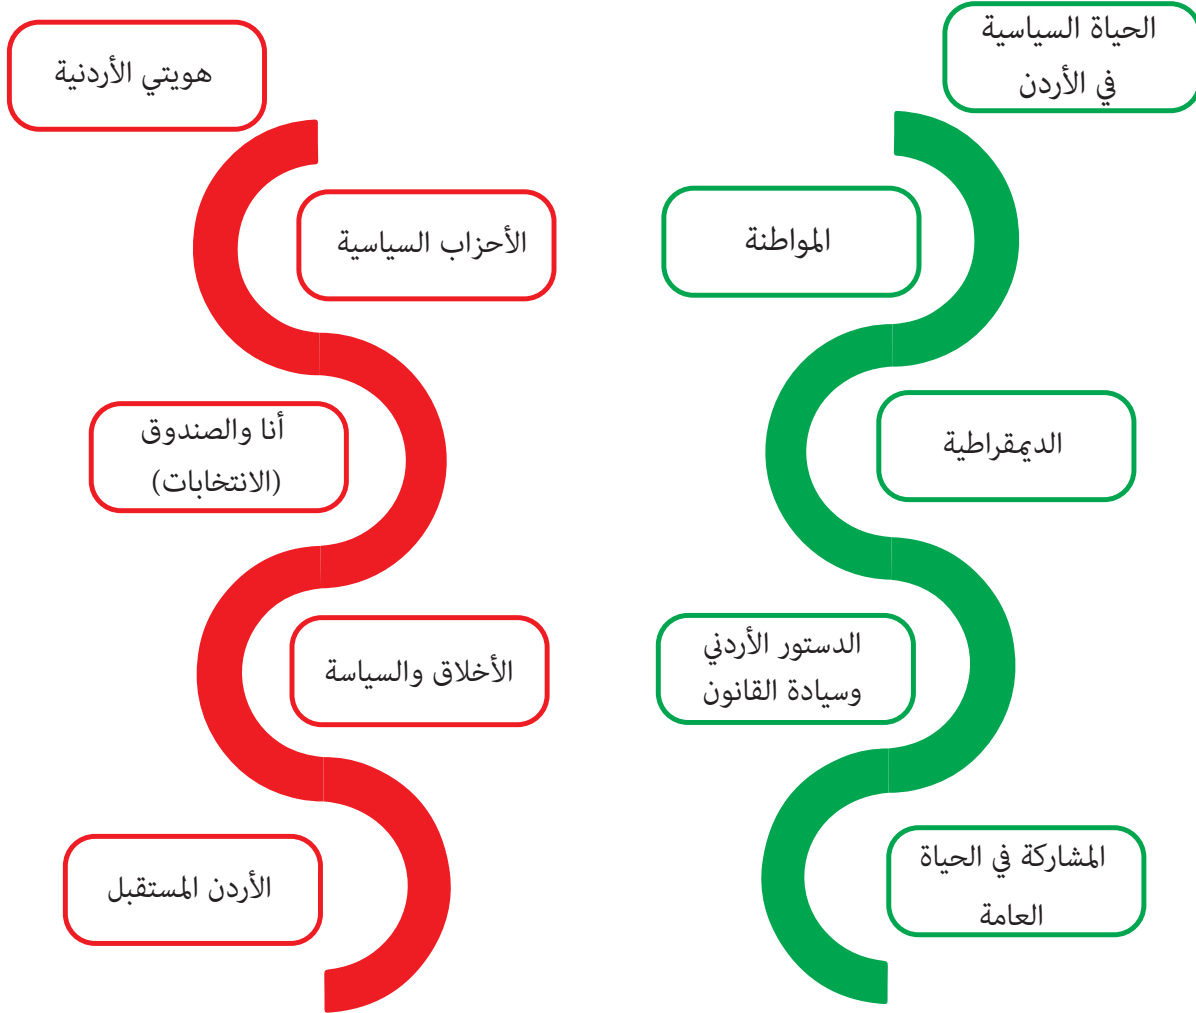 الحياة السياسية
في الأردن
المواطنة
الديمقراطية
الدستور الأردني
وسيادة القانون
المشاركة في الحياة
العامة
هويتي الأردنية
الأحزاب السياسية
أنا والصندوق
(الانتخابات)
الأخلاق والسياسة
الأردن المستقبل